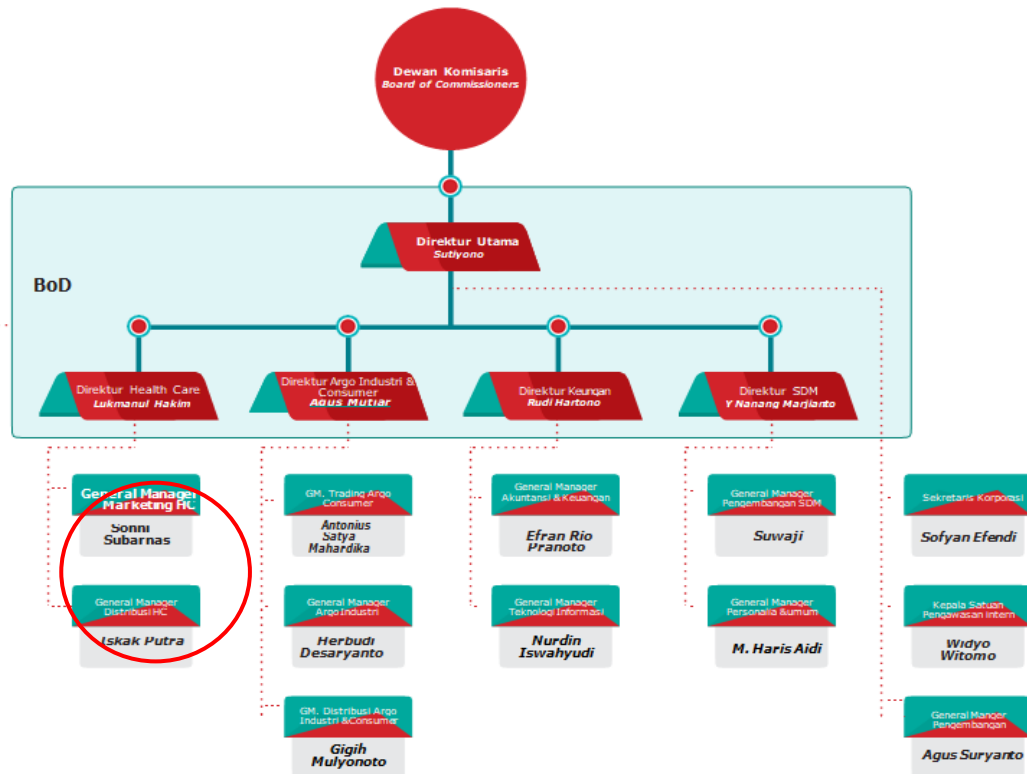 Dewan Komisaris
Board of Commissioners
Direktur Utama
Sutiyono
BoD
Direktur Health Care
Lukmanul Hakim
Direktur Argo Industri &
Consumer
Agus Mutiar
Direktur Keungan
Rudi Hartono
Direktur SDM
Y Nanang Marjianto
General Manager
Marketing HC
Sonni
Subarnas
GM. Trading Argo
Consumer
Antonius
Satya
Mahardika
General Manager
Akuntansi & Keuangan
Efran Rio
Pranoto
General Manager
Pengembangan SDM
Suwaji
Sekretaris Korporasi
Sofyan Efendi
General Manager
Distribusi HC
Iskak Putra
General Manager
Argo Industri
Herbudi
Desaryanto
General Manager
Teknologi Informasi
Nurdin
Iswahyudi
General Manager
Personalia &umum
M. Haris Aidi
Kepala Satuan
Pengawasan Intern
Widyo
Witomo
GM. Distribusi Argo
Industri &Consumer
Gigih
Mulyonoto
General Manger
Pengembangan
Agus Suryanto